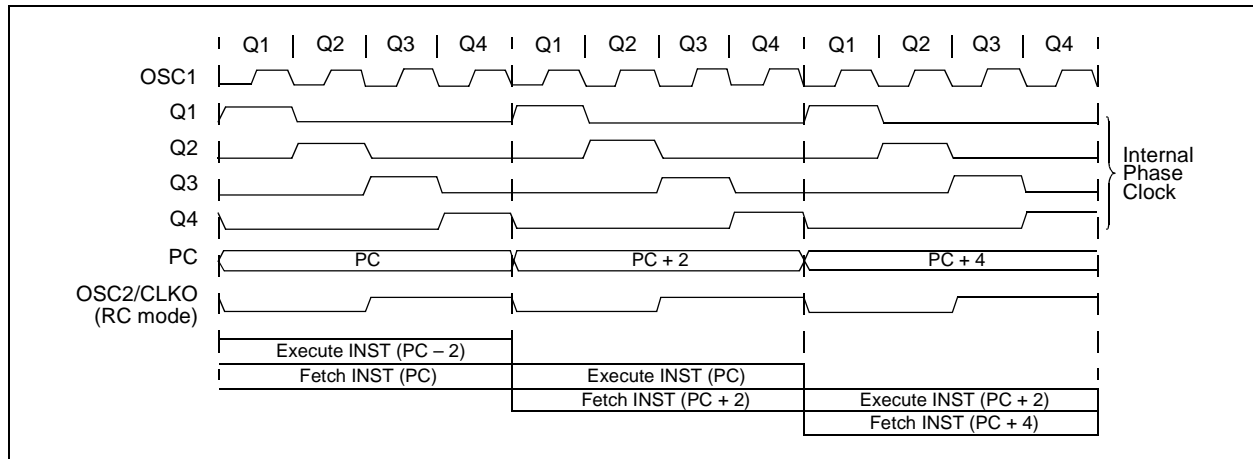 Q1 Q2 Q3 Q4 Q1 Q2 Q3 Q4 Q1 Q2 Q3 Q4
OSC1
Q1
Q2
Q3
Q4
Internal
Phase
Clock
PC PC PC + 2 PC + 4
OSC2/CLKO
(RC mode)
Execute INST (PC – 2)
Fetch INST (PC) Execute INST (PC)
Fetch INST (PC + 2) Execute INST (PC + 2)
Fetch INST (PC + 4)